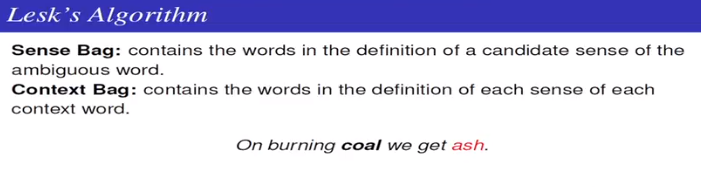 Lesk's Algorithm
Sense Bag: contains the words in the definition of a candidate sense of the
ambiguous word.
Context Bag: contains the words in the definition of each sense of each
context word.
On burning coal we get ash.